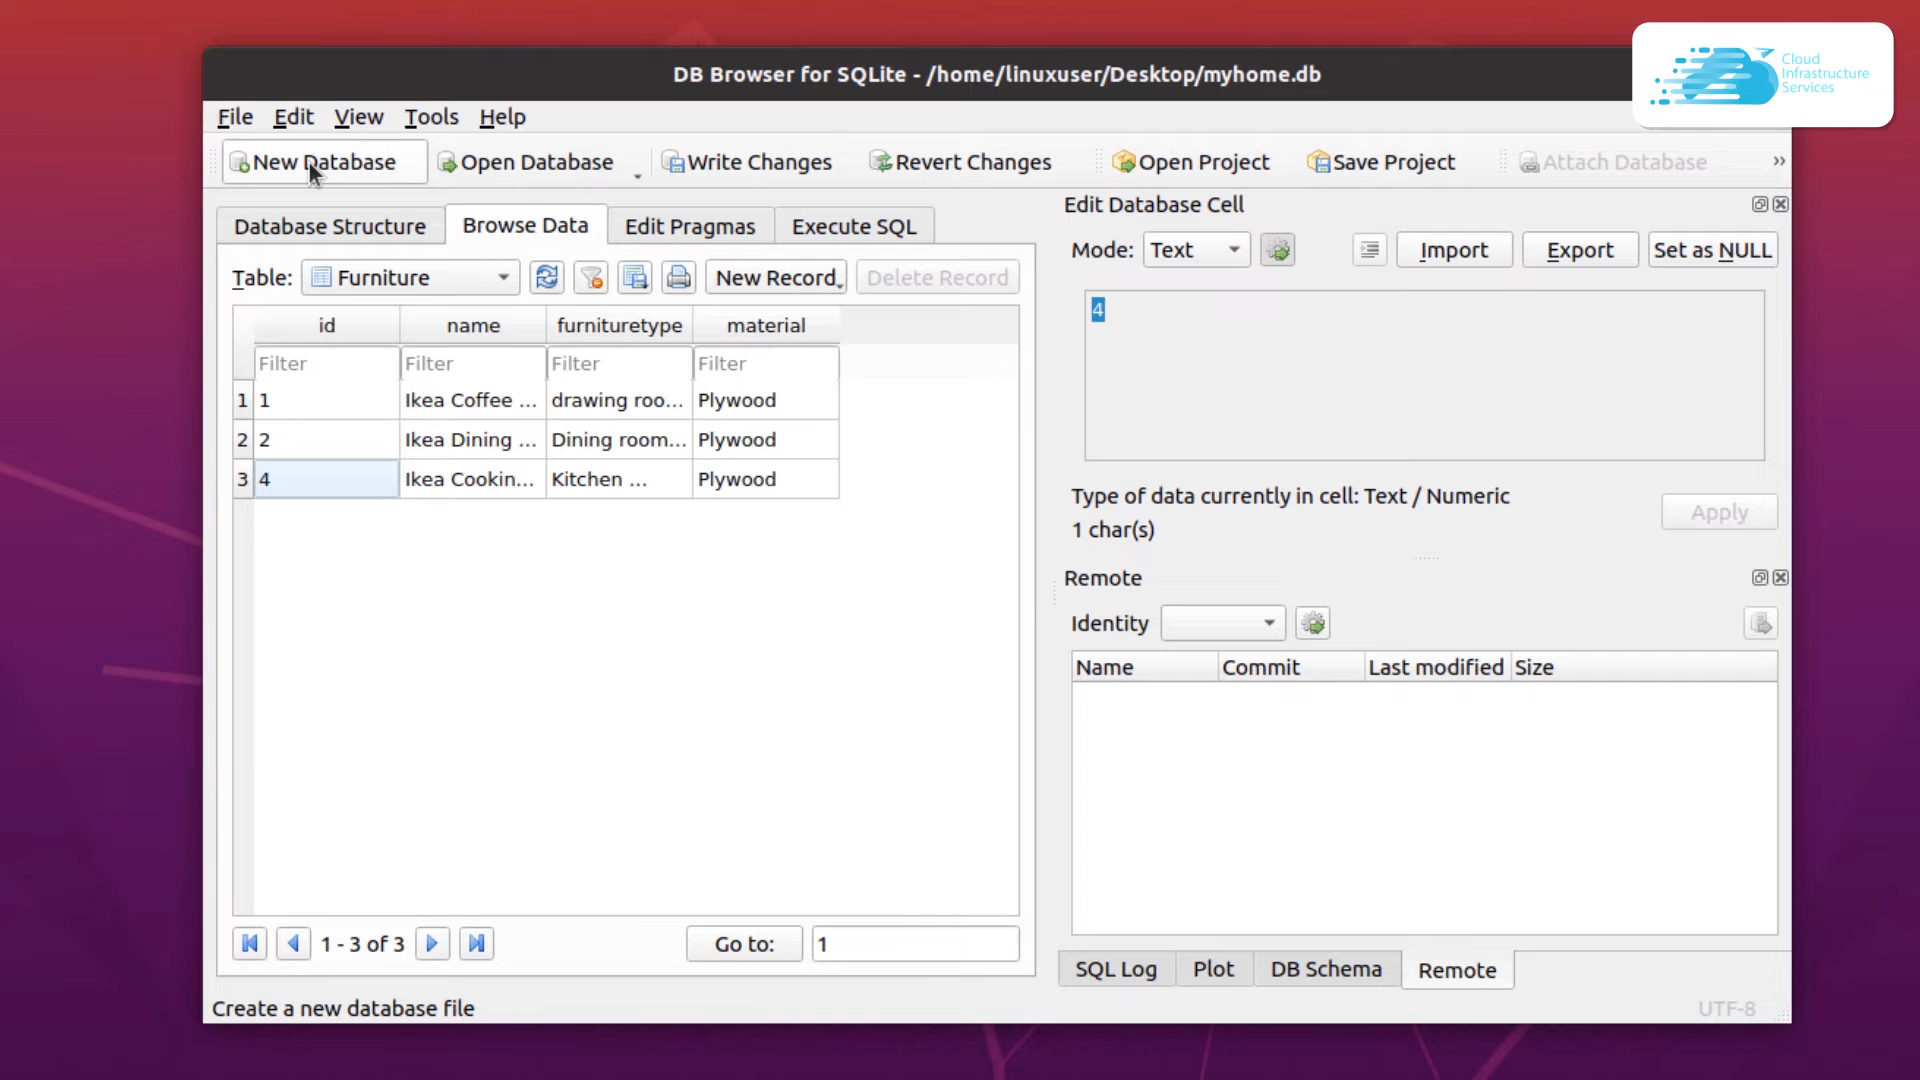 DB Browser for SQLite - /home/linuxuser/Desktop/myhome.db
Cloud
Infrastructure
Services
File Edit View Tools Help
New Database Open Database Write Changes Revert Changes Open Project Save Project Attach Database »
Database Structure Browse Data Edit Pragmas Execute SQL
Table: Furniture New Record Delete Record
id name furnituretype material
Filter Filter Filter Filter
1 1 Ikea Coffee ... drawing roo... Plywood
2 2 Ikea Dining ... Dining room... Plywood
3 4 Ikea Cookin... Kitchen ... Plywood
1 - 3 of 3 Go to: 1
Edit Database Cell
Mode: Text Import Export Set as NULL
4
Type of data currently in cell: Text / Numeric
1 char(s)
Apply
Remote
Identity
Name Commit Last modified Size
SQL Log Plot DB Schema Remote
Create a new database file
UTF-8